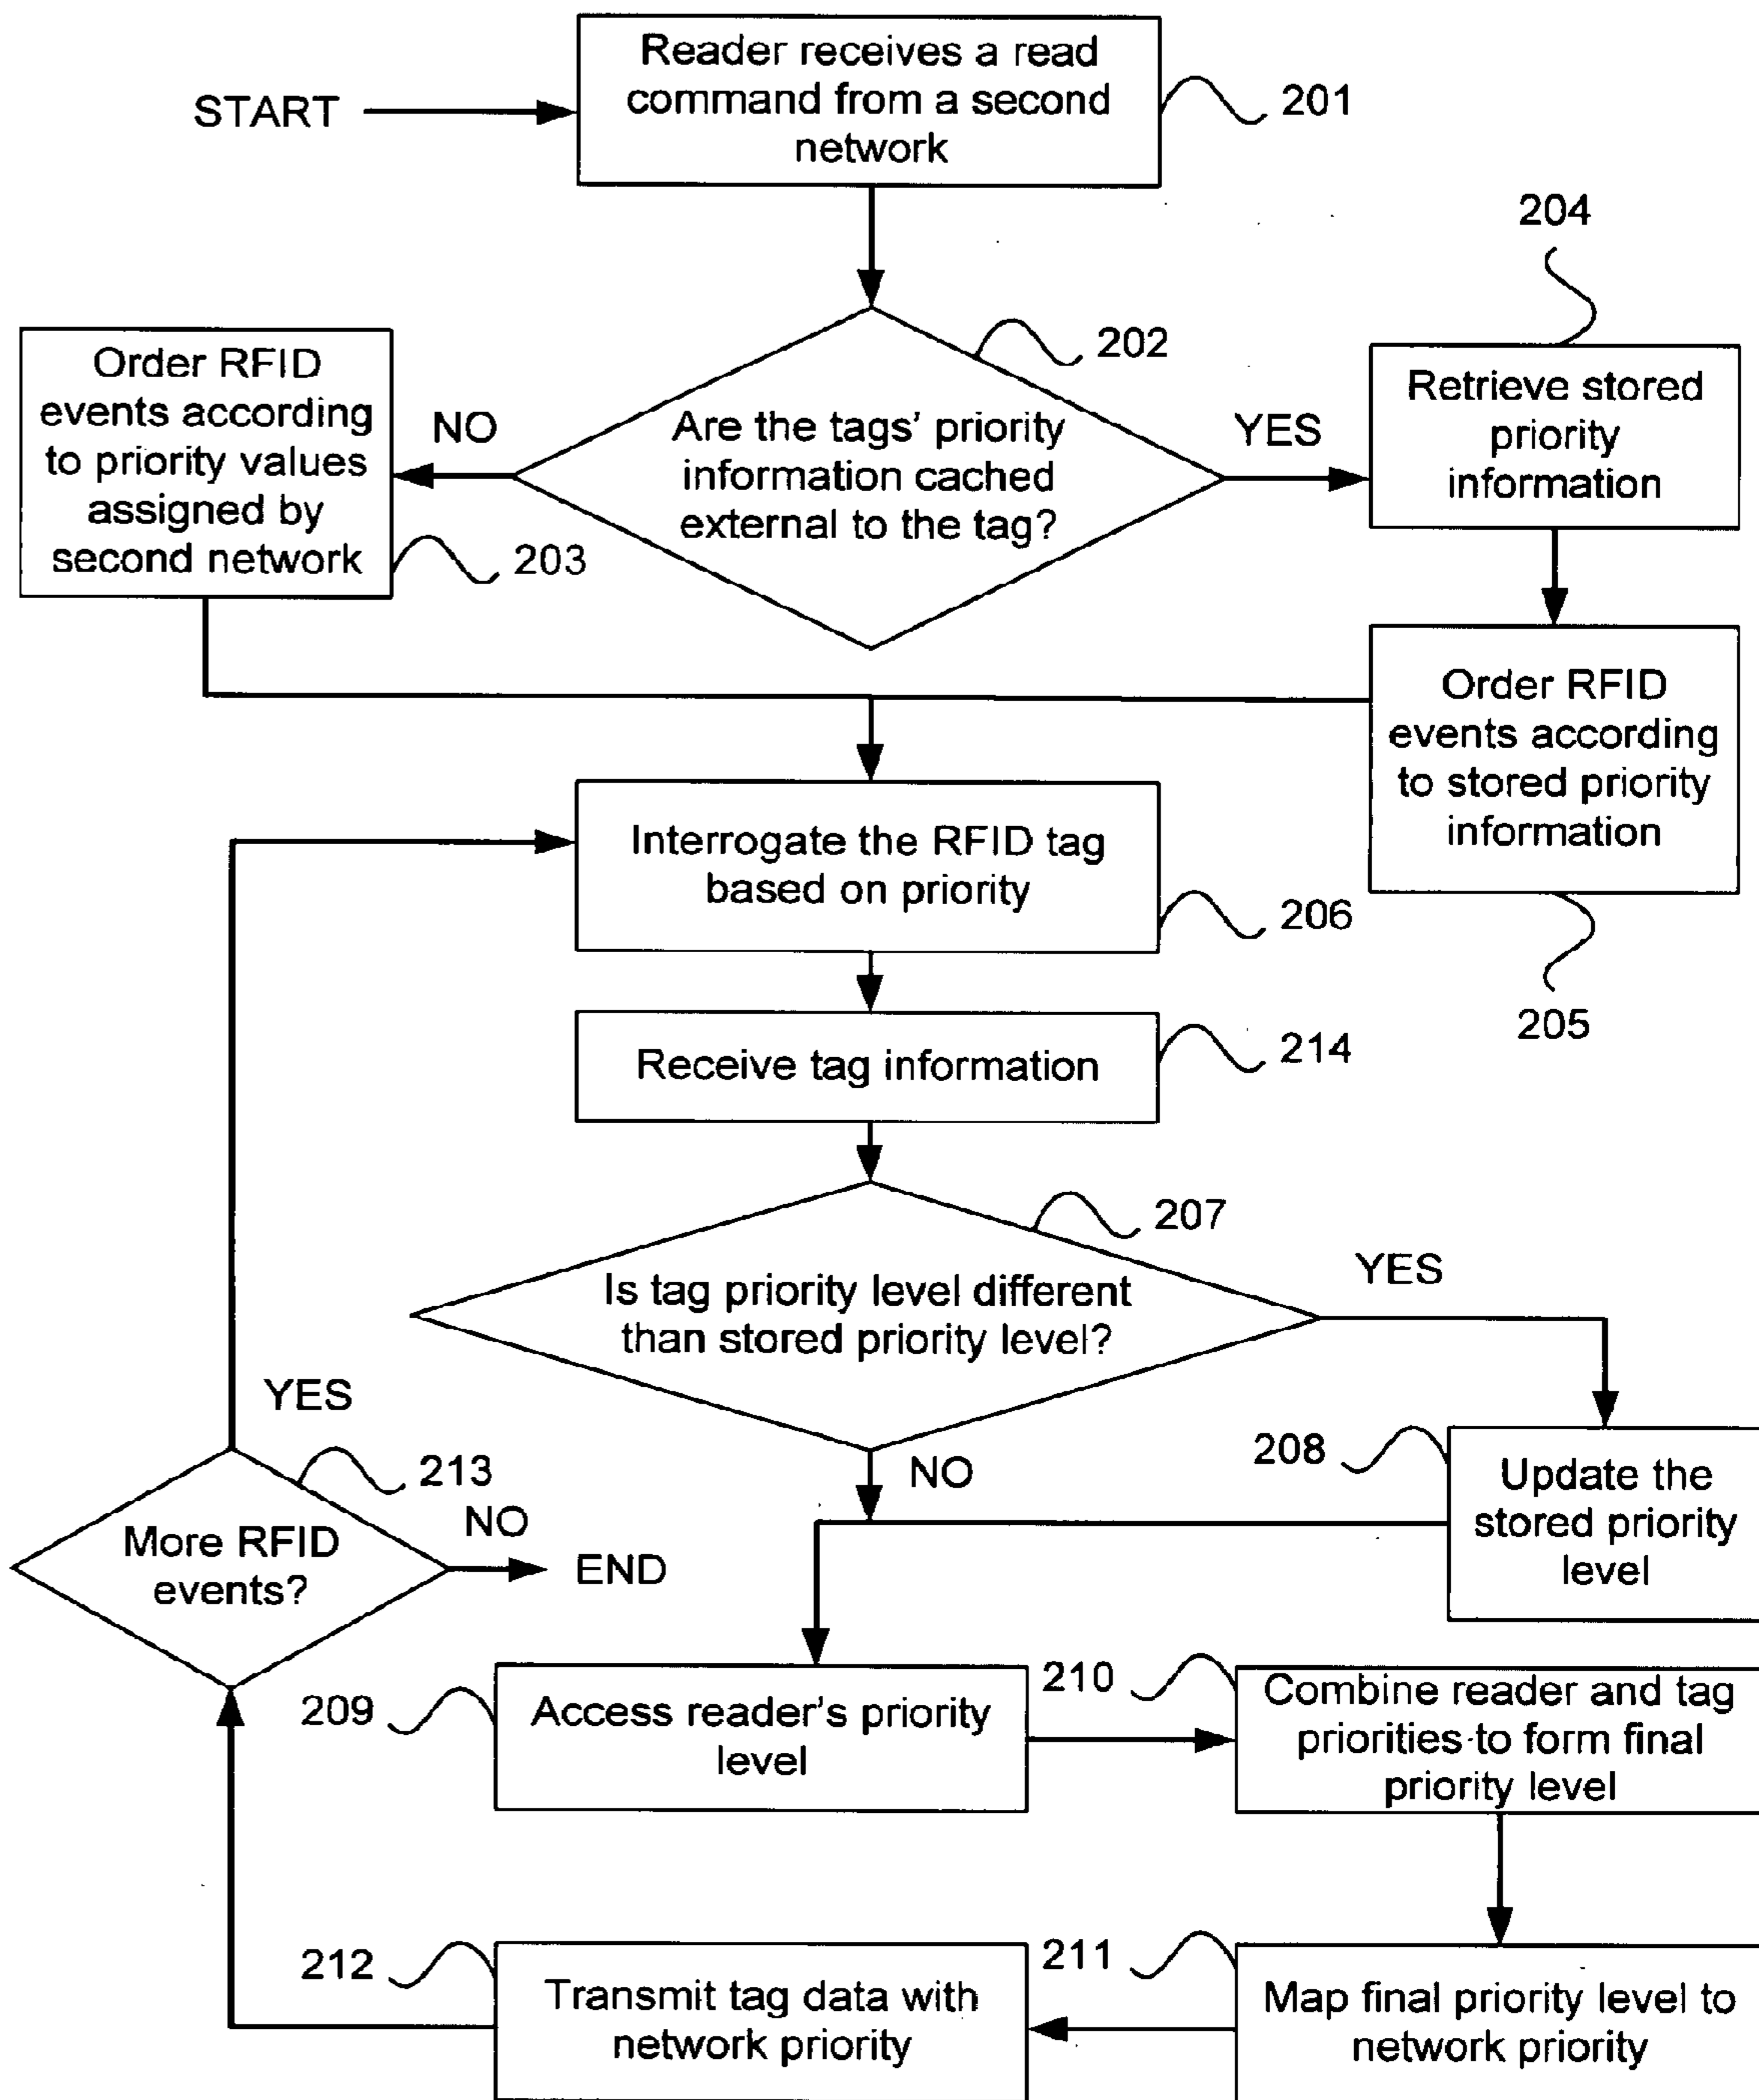 Reader receives a read
command from a second
network
START
201
204
202
Order RFID
events according
to priority values
assigned by
second network
NO
Are the tags' priority
information cached
external to the tag?
YES
Retrieve stored
priority
information
203
Order RFID
events according
to stored priority
information
205
Interrogate the RFID tag
based on priority
206
Receive tag information
214
207
Is tag priority level different
than stored priority level?
YES
NO
208
Update the
stored priority
level
YES
213
More RFID
events?
NO
END
209
Access reader's priority
level
210
Combine reader and tag
priorities to form final
priority level
211
Map final priority level to
network priority
212
Transmit tag data with
network priority